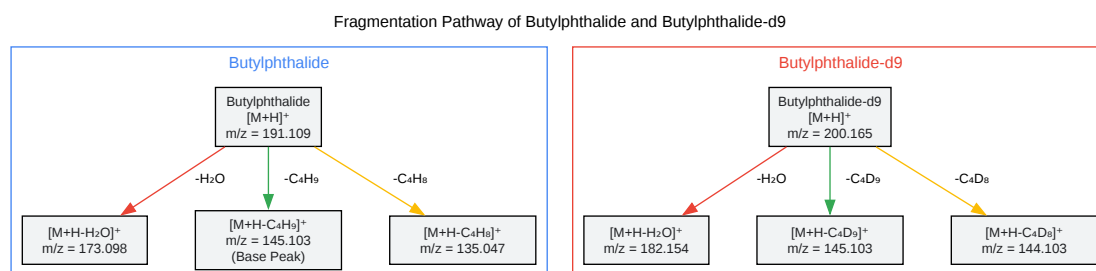 Fragmentation Pathway of Butylphthalide and Butylphthalide-d9
Butylphthalide
Butylphthalide
[M+H]⁺
m/z = 191.109
-H₂O
-C₄H₉
-C₄H₈
[M+H-H₂O]⁺
m/z = 173.098
[M+H-C₄H₉]⁺
m/z = 145.103
(Base Peak)
[M+H-C₄H₈]⁺
m/z = 135.047
Butylphthalide-d9
Butylphthalide-d9
[M+H]⁺
m/z = 200.165
-H₂O
-C₄D₉
-C₄D₈
[M+H-H₂O]⁺
m/z = 182.154
[M+H-C₄D₉]⁺
m/z = 145.103
[M+H-C₄D₈]⁺
m/z = 144.103